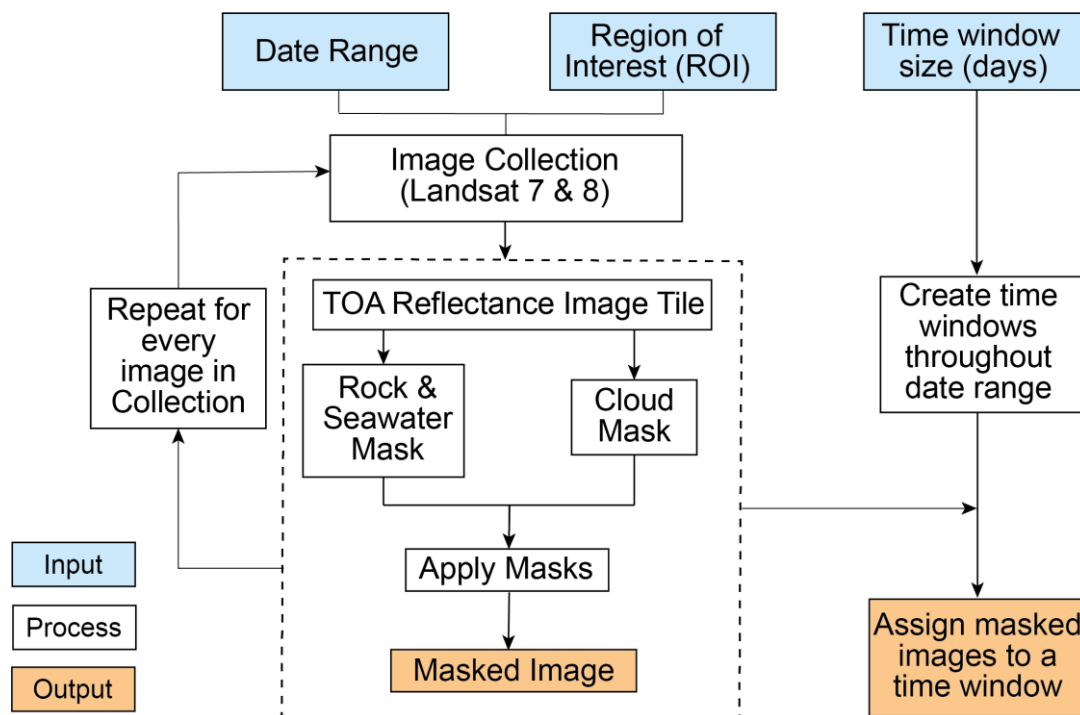 Date Range
Region of
Interest (ROI)
Time window
size (days)
Image Collection
(Landsat 7 & 8)
TOA Reflectance Image Tile
Repeat for
every
image in
Collection
Rock &
Seawater
Mask
Cloud
Mask
Create time
windows
throughout
date range
Apply Masks
Masked Image
Assign masked
images to a
time window
Input
Process
Output